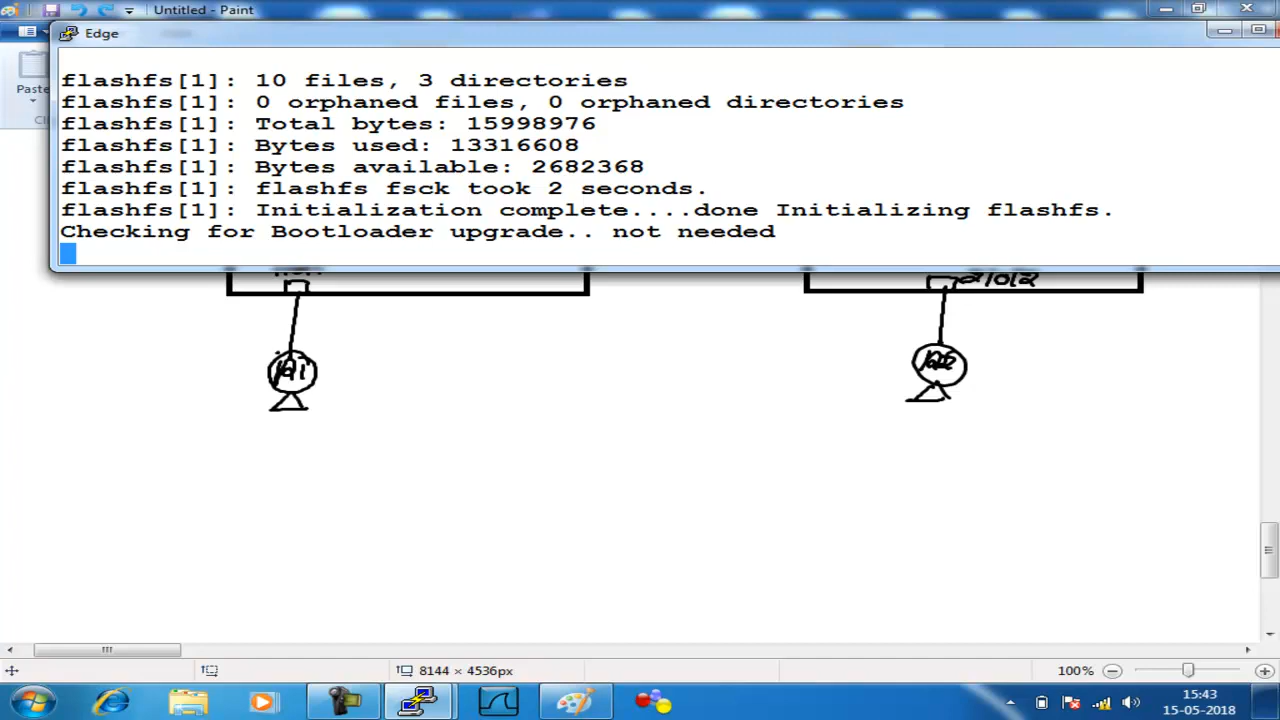 Untitled - Paint
Edge
Paste
flashfs[1]: 10 files, 3 directories
flashfs[1]: 0 orphaned files, 0 orphaned directories
flashfs[1]: Total bytes: 15998976
flashfs[1]: Bytes used: 13316608
flashfs[1]: Bytes available: 2682368
flashfs[1]: flashfs fsck took 2 seconds.
flashfs[1]: Initialization complete....done Initializing flashfs.
Checking for Bootloader upgrade.. not needed
8144 × 4536px
100%
15:43
15-05-2018